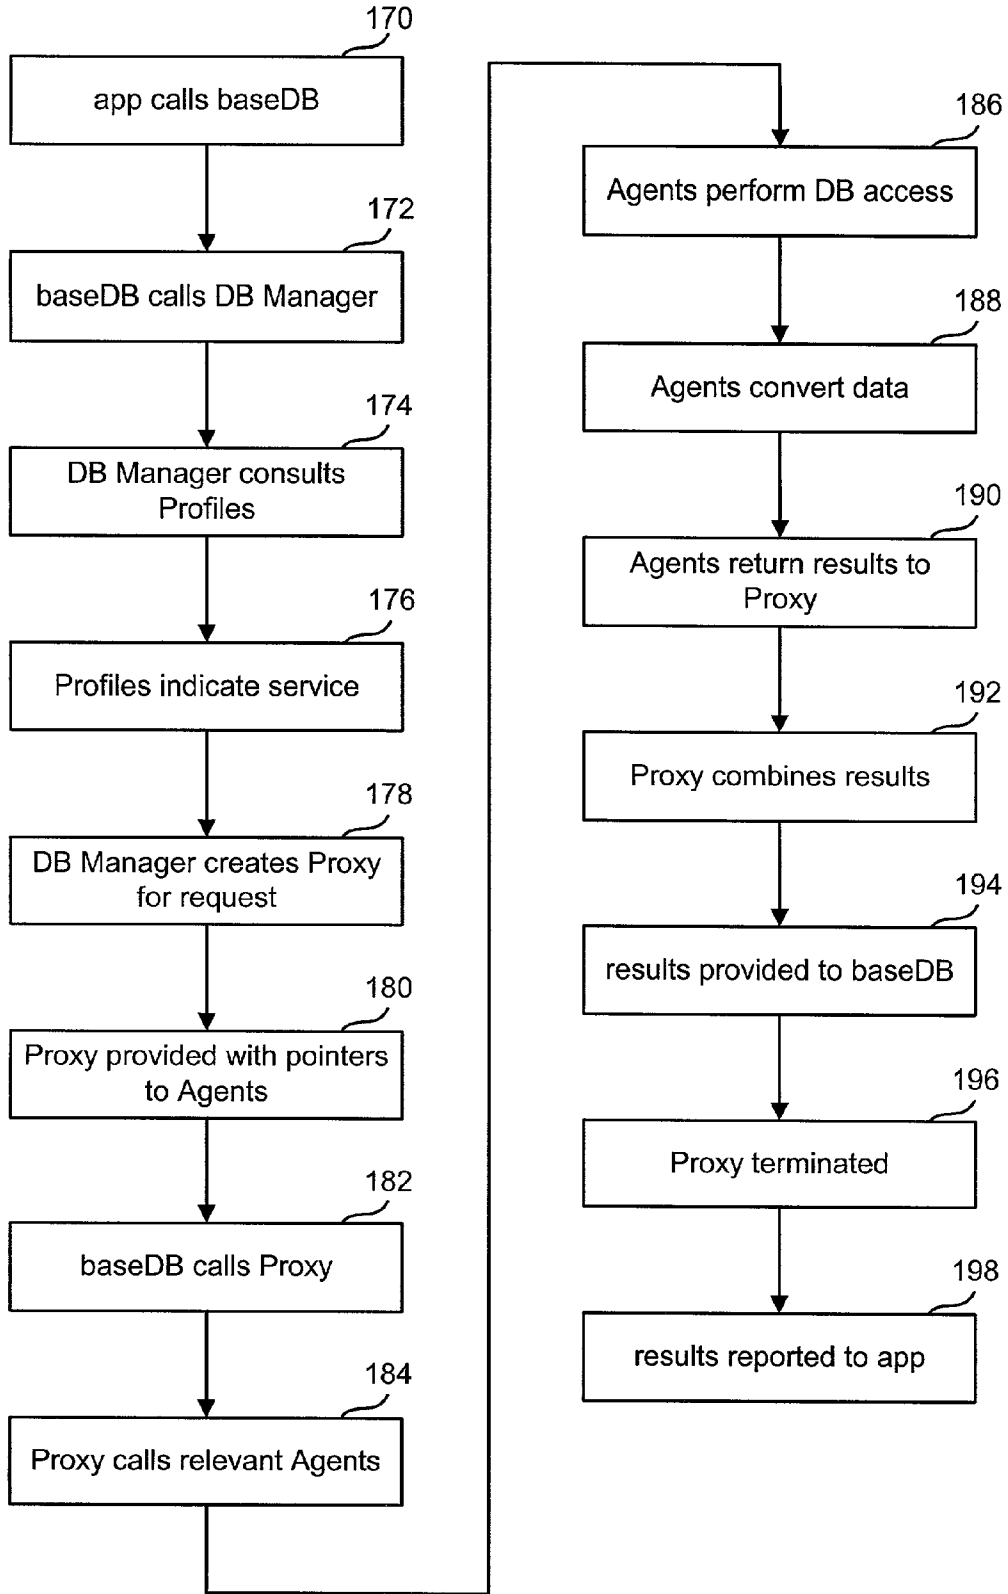 170
app calls baseDB
172
baseDB calls DB Manager
174
DB Manager consults
Profiles
176
Profiles indicate service
178
DB Manager creates Proxy
for request
180
Proxy provided with pointers
to Agents
182
baseDB calls Proxy
184
Proxy calls relevant Agents
186
Agents perform DB access
188
Agents convert data
190
Agents return results to
Proxy
192
Proxy combines results
194
results provided to baseDB
196
Proxy terminated
198
results reported to app